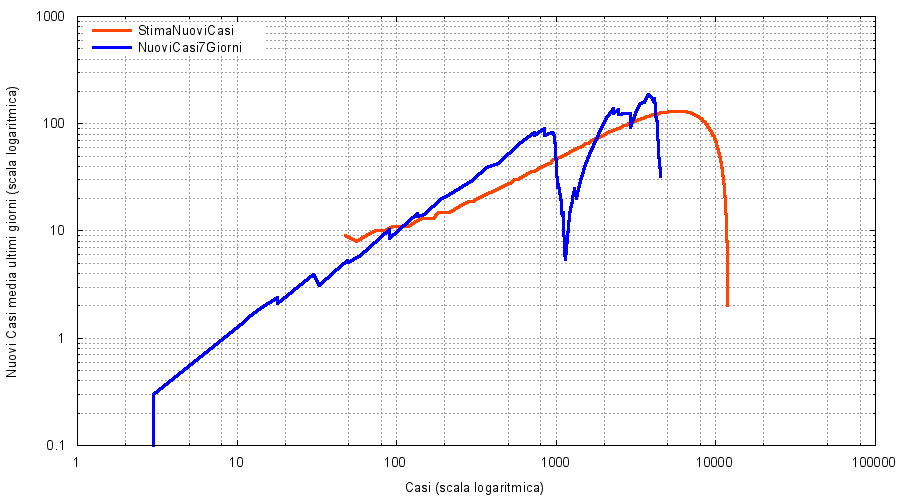 1000
StimaNuoviCasi
NuoviCasi7Giorni
100
10
1
0.1
Nuovi Casi media ultimi giorni (scala logaritmica)
1 10 100 1000 10000 100000
Casi (scala logaritmica)